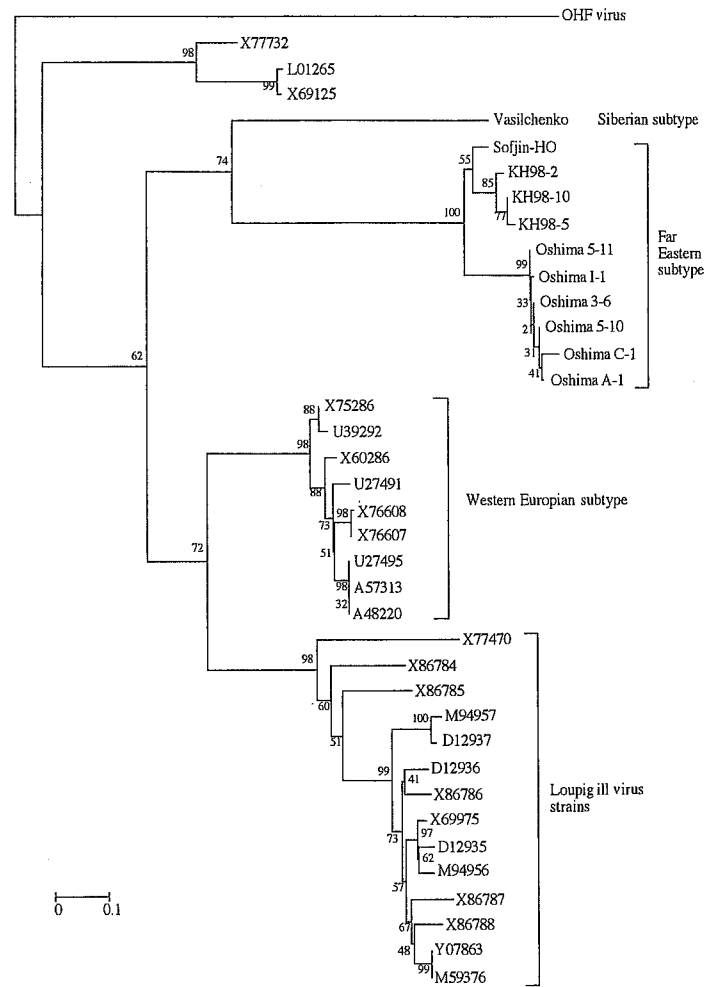 OHF virus
98
X77732
L01265
99
X69125
Vasilchenko Siberian subtype
74
Sofjin-HO
55
KH98-2
85
KH98-10
77
KH98-5
100
Far
Eastern
subtype
Oshima 5-11
99
Oshima I-1
33
Oshima 3-6
2
Oshima 5-10
31
Oshima C-1
41
Oshima A-1
62
X75286
88
U39292
98
X60286
88
U27491
Western Europian subtype
98
X76608
73
X76607
51
U27495
72
98
A57313
32
A48220
X77470
98
X86784
60
X86785
51
100
M94957
D12937
99
D12936
41
X86786
Loupig ill virus
strains
X69975
97
73
D12935
62
M94956
57
X86787
67
X86788
48
Y07863
99
M59376
0 0.1